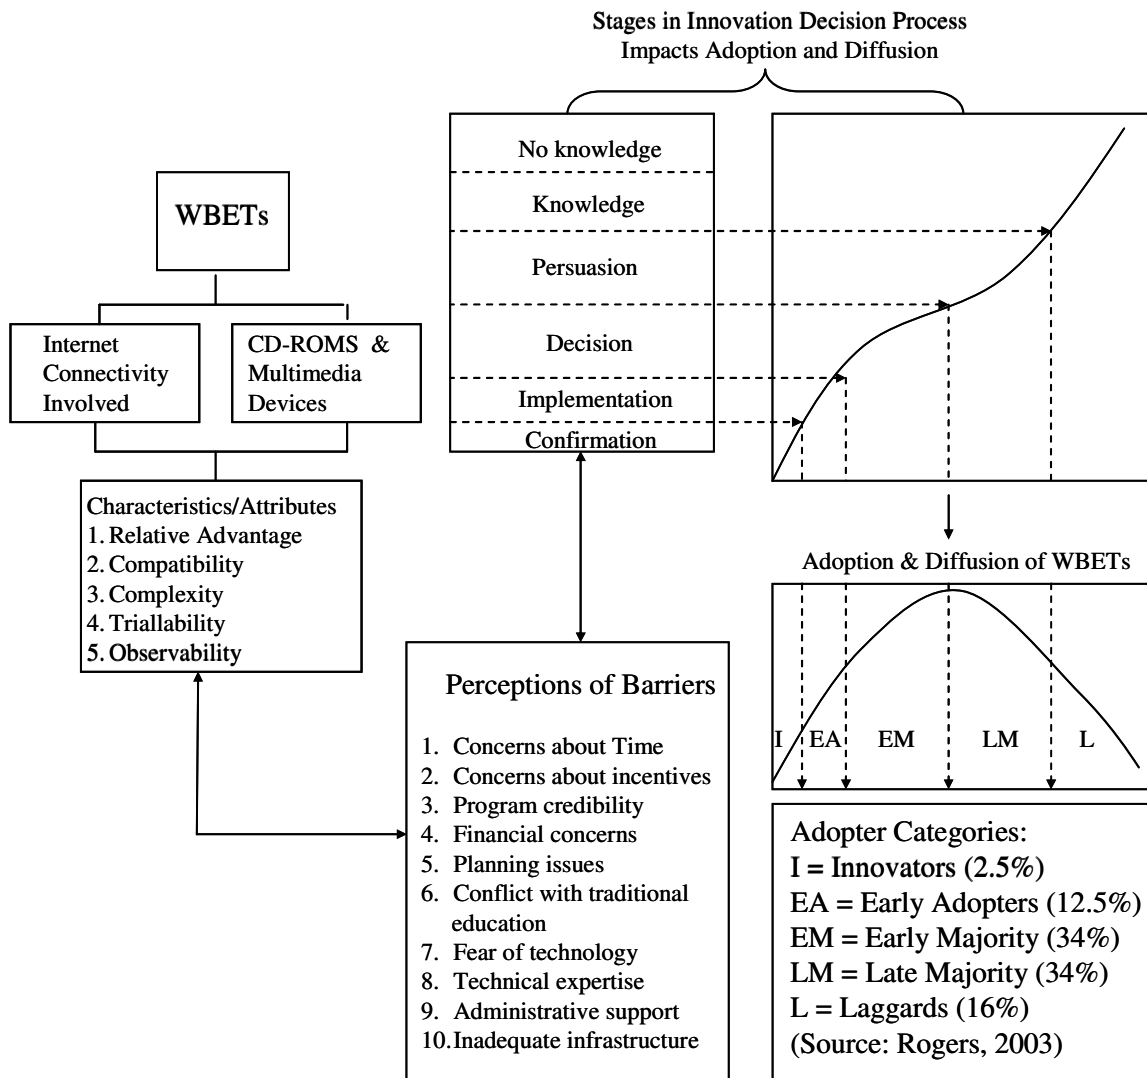 Stages in Innovation Decision Process
Impacts Adoption and Diffusion
WBETs
Internet
Connectivity
Involved
CD-ROMS &
Multimedia
Devices
Characteristics/Attributes
1. Relative Advantage
2. Compatibility
3. Complexity
4. Triallability
5. Observability
No knowledge
Knowledge
Persuasion
Decision
Implementation
Confirmation
Perceptions of Barriers
1. Concerns about Time
2. Concerns about incentives
3. Program credibility
4. Financial concerns
5. Planning issues
6. Conflict with traditional
education
7. Fear of technology
8. Technical expertise
9. Administrative support
10. Inadequate infrastructure
Adoption & Diffusion of WBETs
I EA EM LM L
Adopter Categories:
I = Innovators (2.5%)
EA = Early Adopters (12.5%)
EM = Early Majority (34%)
LM = Late Majority (34%)
L = Laggards (16%)
(Source: Rogers, 2003)